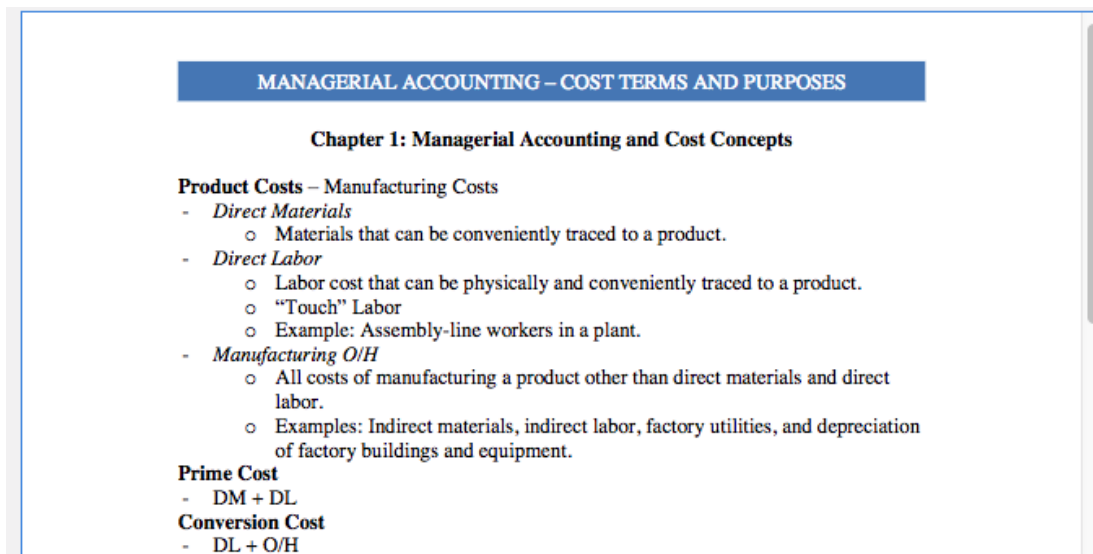 MANAGERIAL ACCOUNTING – COST TERMS AND PURPOSES
Chapter 1: Managerial Accounting and Cost Concepts
Product Costs – Manufacturing Costs
- Direct Materials
o Materials that can be conveniently traced to a product.
- Direct Labor
o Labor cost that can be physically and conveniently traced to a product.
o “Touch” Labor
o Example: Assembly-line workers in a plant.
- Manufacturing O/H
o All costs of manufacturing a product other than direct materials and direct
labor.
o Examples: Indirect materials, indirect labor, factory utilities, and depreciation
of factory buildings and equipment.
Prime Cost
- DM + DL
Conversion Cost
- DL + O/H